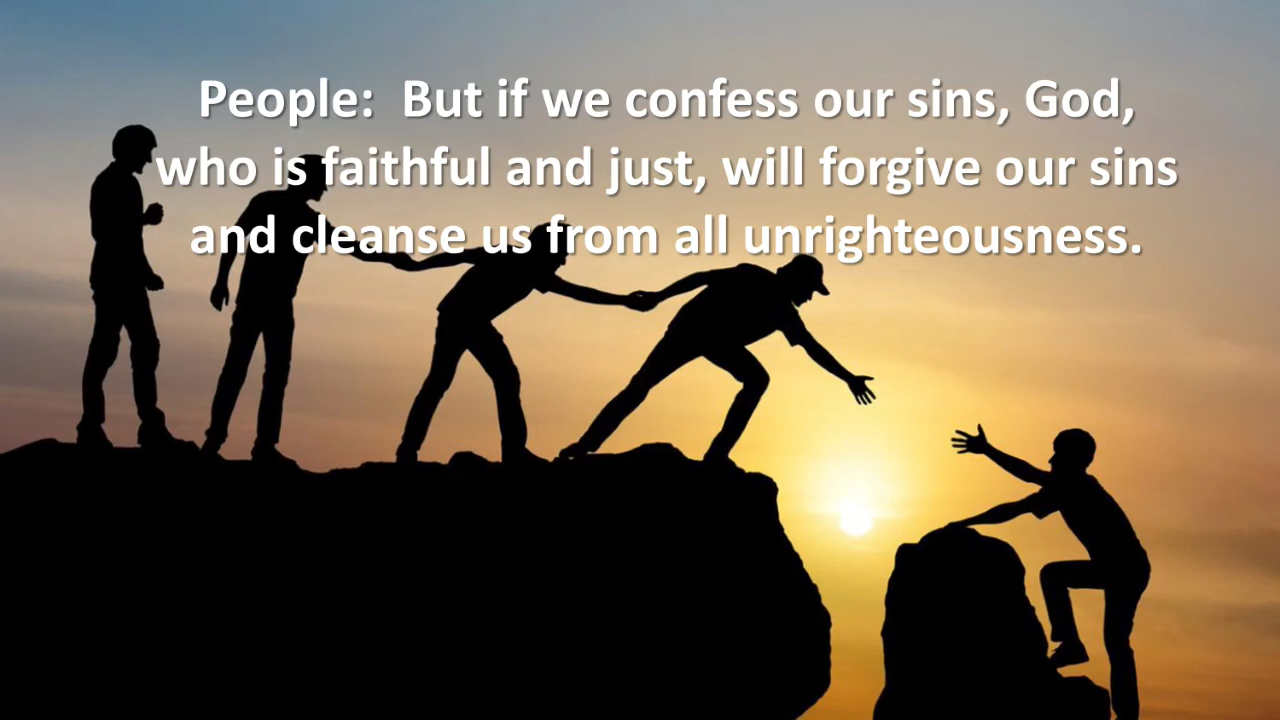 People:  But if we confess our sins, God,
who is faithful and just, will forgive our sins
and cleanse us from all unrighteousness.